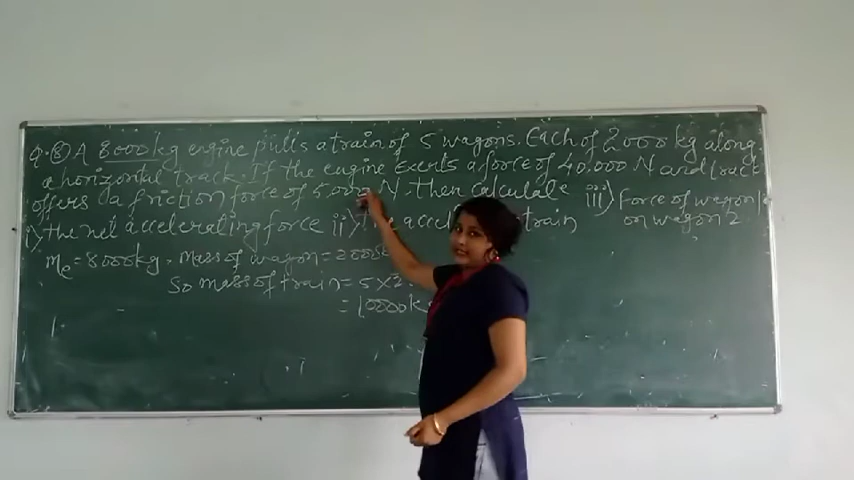 Q. 8 A 8000kg engine pulls a train of 5 wagons. Each of 2000 kg along
a horizontal track. If the engine Exerts a force of 40,000 N and track
offers a friction force of 5000 N. Then calculate iii) Force of wagon 1
i) The net accelerating force ii) The train on wagon 2
me = 8000kg. Mass of wagon = 2000
So mass of train = 5 X 2
= 10000k